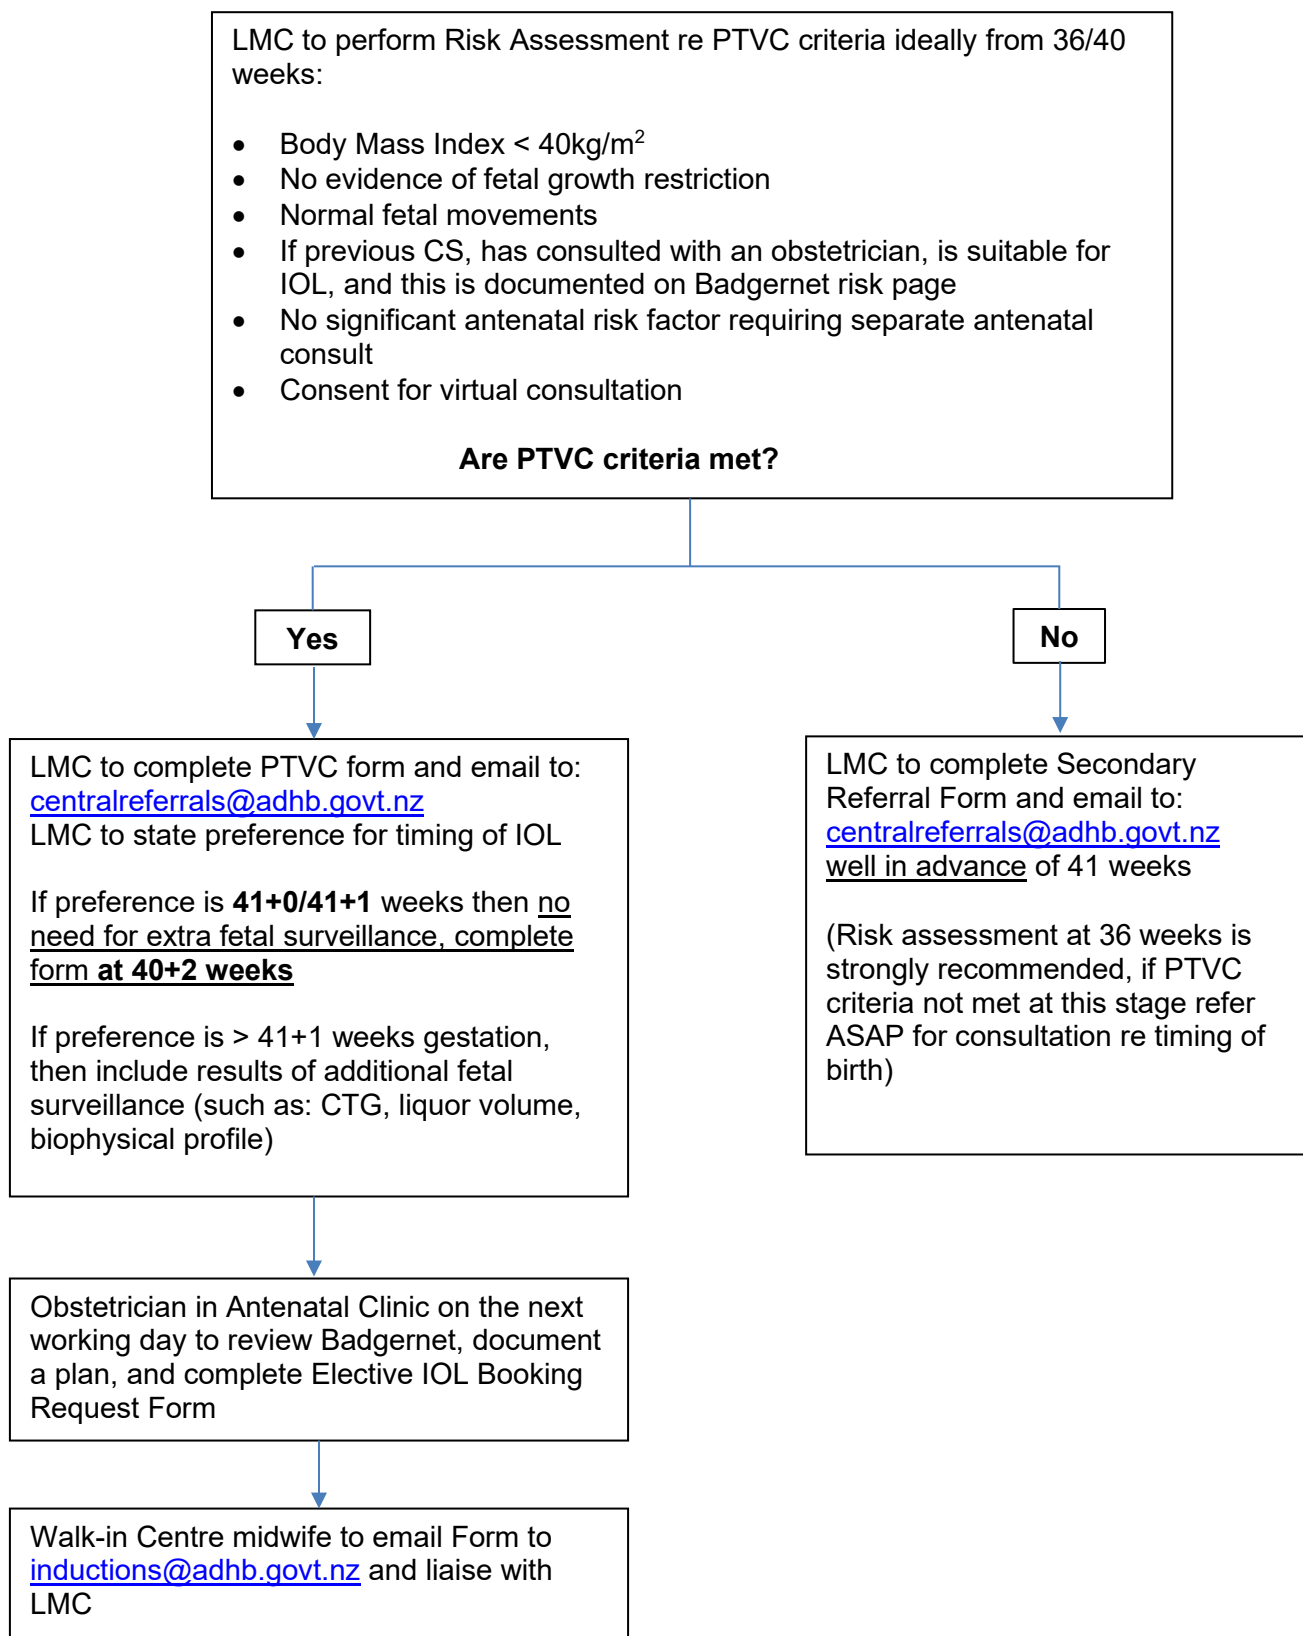 LMC to perform Risk Assessment re PTVC criteria ideally from 36/40
weeks:
• Body Mass Index < 40kg/m²
• No evidence of fetal growth restriction
• Normal fetal movements
• If previous CS, has consulted with an obstetrician, is suitable for
IOL, and this is documented on Badgernet risk page
• No significant antenatal risk factor requiring separate antenatal
consult
• Consent for virtual consultation
Are PTVC criteria met?
Yes
No
LMC to complete PTVC form and email to:
centralreferrals@adhb.govt.nz
LMC to state preference for timing of IOL
If preference is 41+0/41+1 weeks then no
need for extra fetal surveillance, complete
form at 40+2 weeks
If preference is > 41+1 weeks gestation,
then include results of additional fetal
surveillance (such as: CTG, liquor volume,
biophysical profile)
LMC to complete Secondary
Referral Form and email to:
centralreferrals@adhb.govt.nz
well in advance of 41 weeks
(Risk assessment at 36 weeks is
strongly recommended, if PTVC
criteria not met at this stage refer
ASAP for consultation re timing of
birth)
Obstetrician in Antenatal Clinic on the next
working day to review Badgernet, document
a plan, and complete Elective IOL Booking
Request Form
Walk-in Centre midwife to email Form to
inductions@adhb.govt.nz and liaise with
LMC